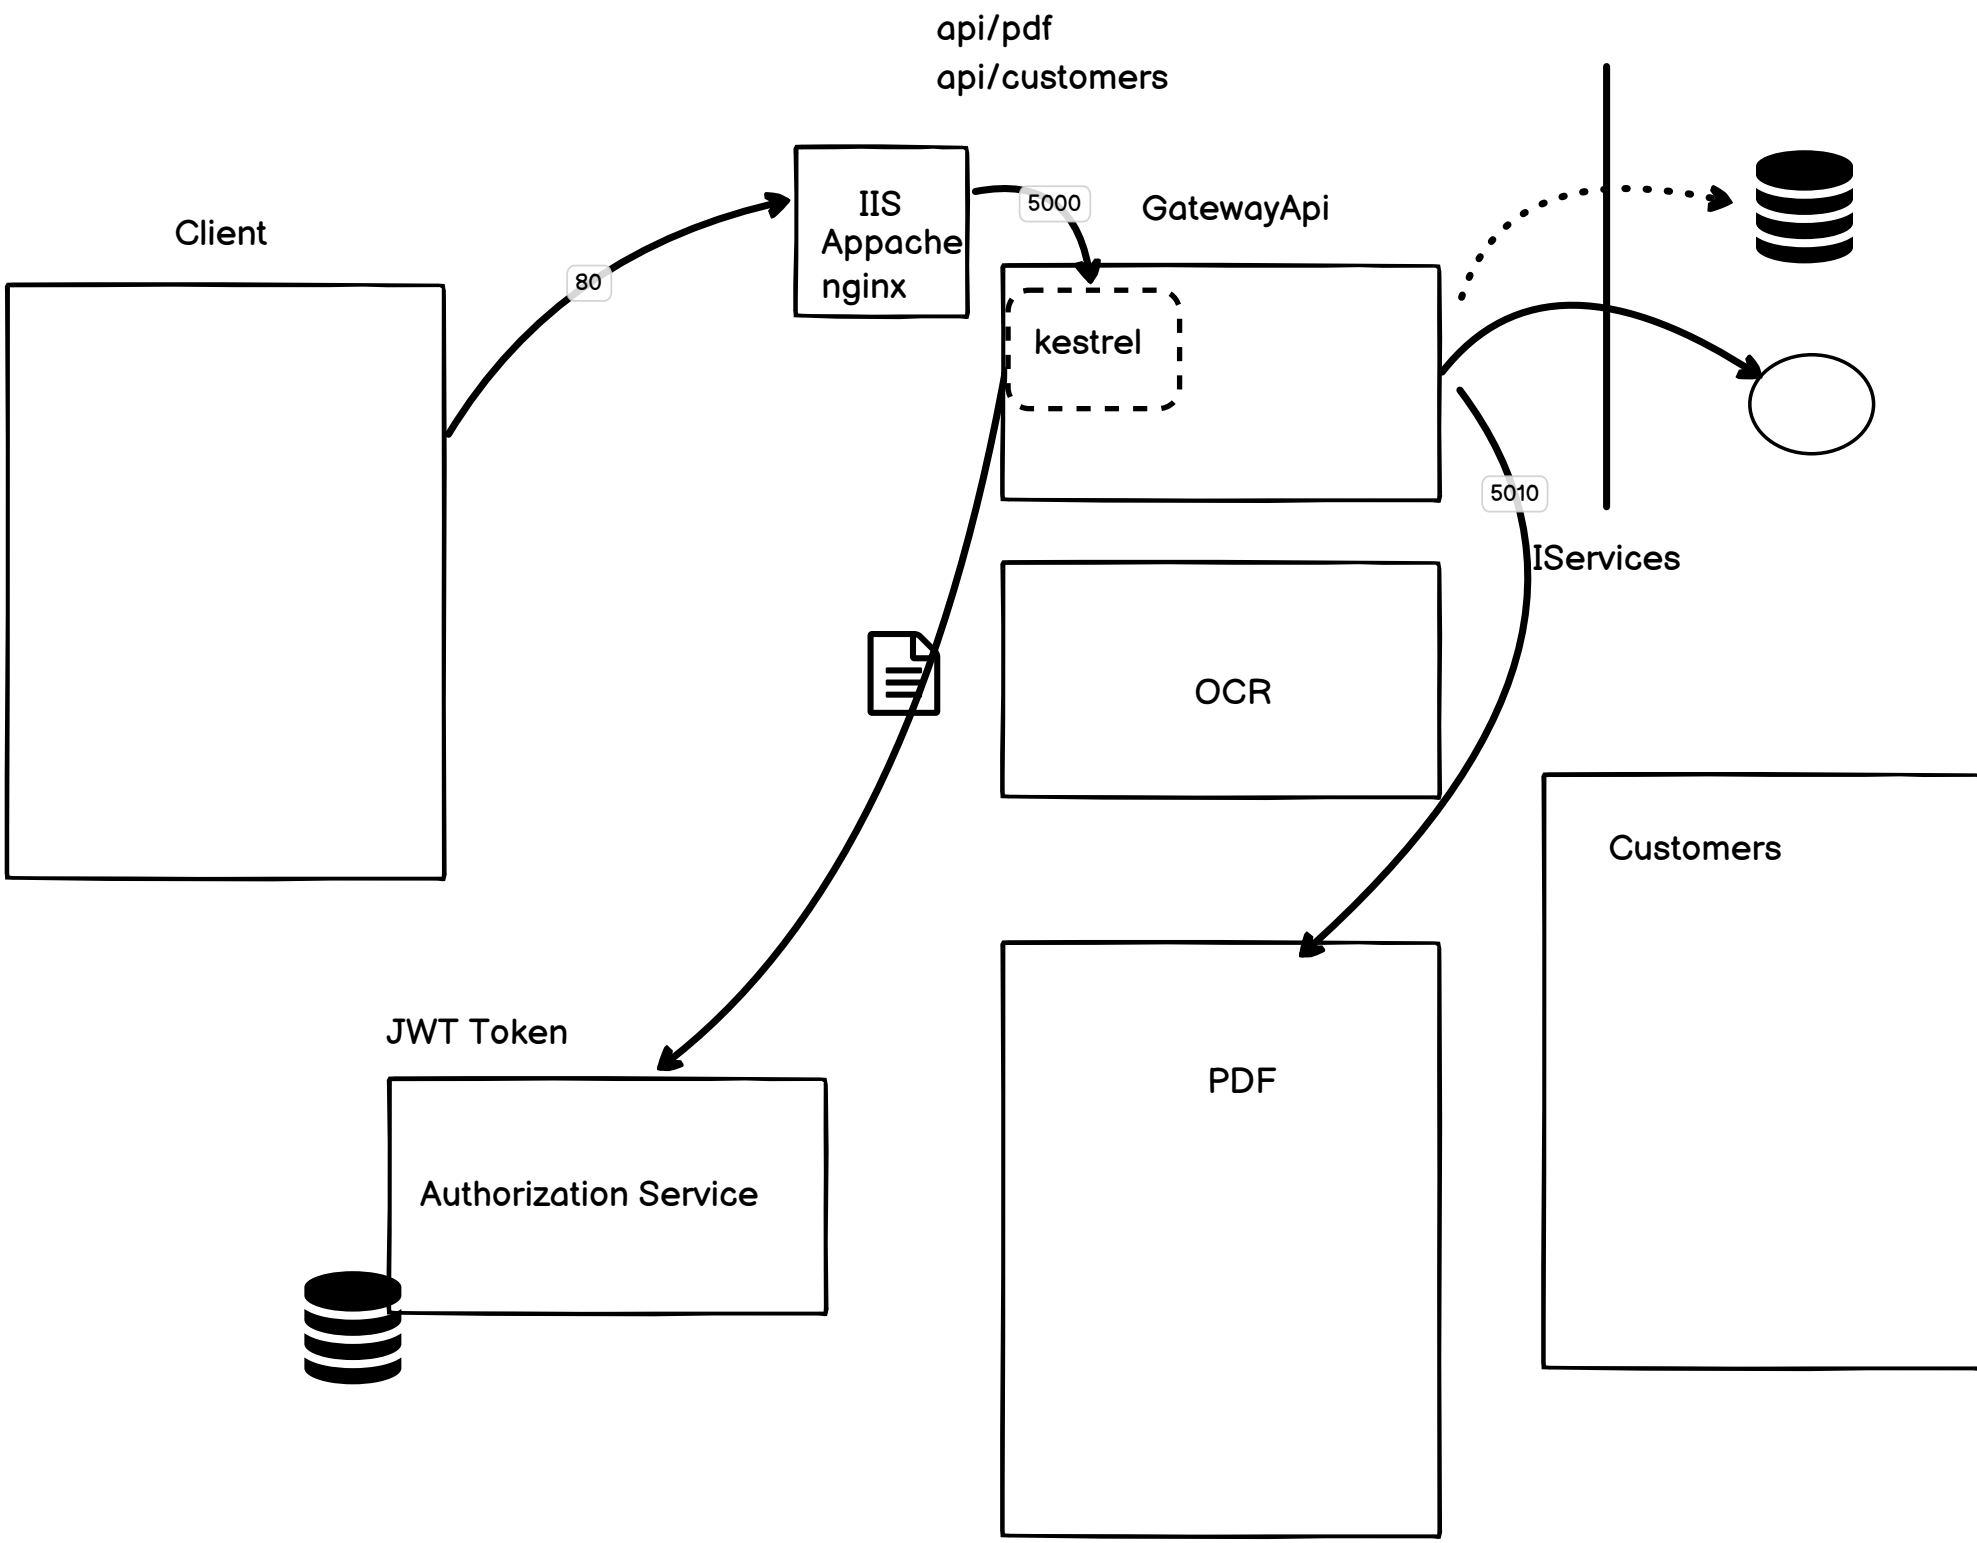 api/pdf
api/customers
Client
IIS
Appache
nginx
5000
GatewayApi
80
kestrel
5010
IServices
OCR
Customers
JWT Token
PDF
Authorization Service